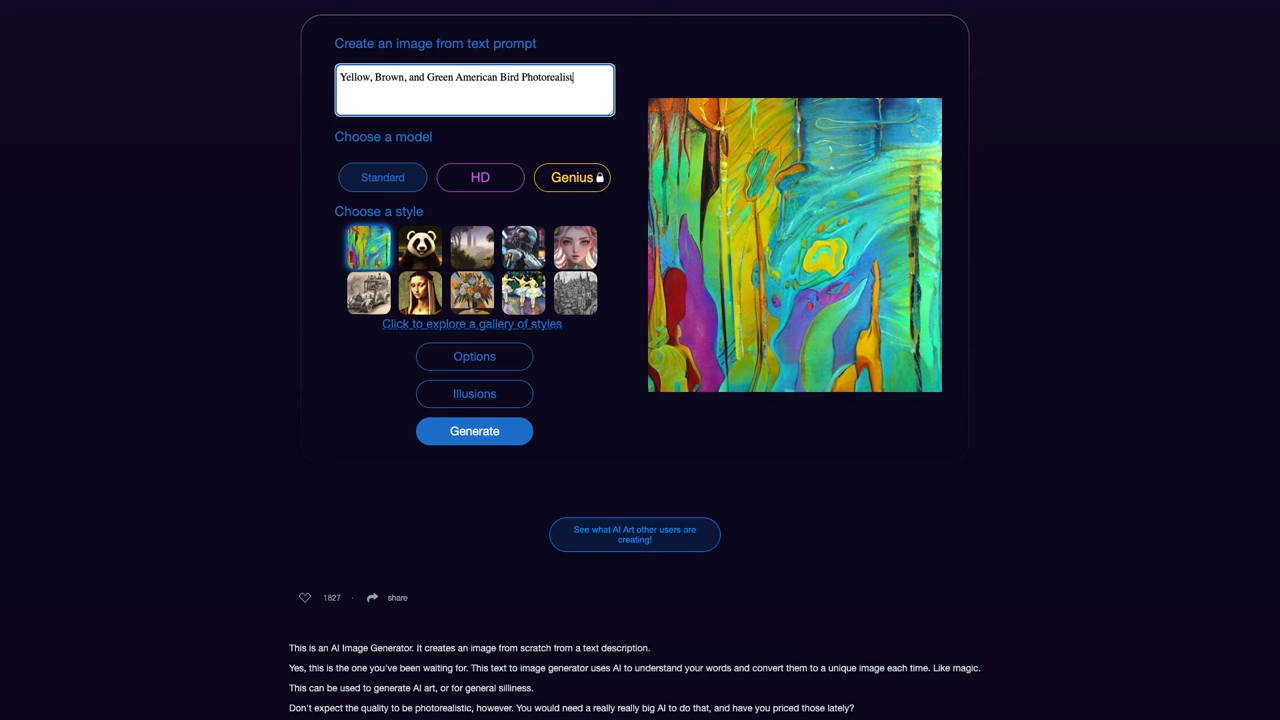 Create an image from text prompt
Yellow, Brown, and Green American Bird Photorealist
Choose a model
Standard HD Genius
Choose a style
Click to explore a gallery of styles
Options
Illusions
Generate
See what AI Art other users are
creating!
1827 · share
This is an AI Image Generator. It creates an image from scratch from a text description.
Yes, this is the one you've been waiting for. This text to image generator uses AI to understand your words and convert them to a unique image each time. Like magic.
This can be used to generate AI art, or for general silliness.
Don't expect the quality to be photorealistic, however. You would need a really really big AI to do that, and have you priced those lately?